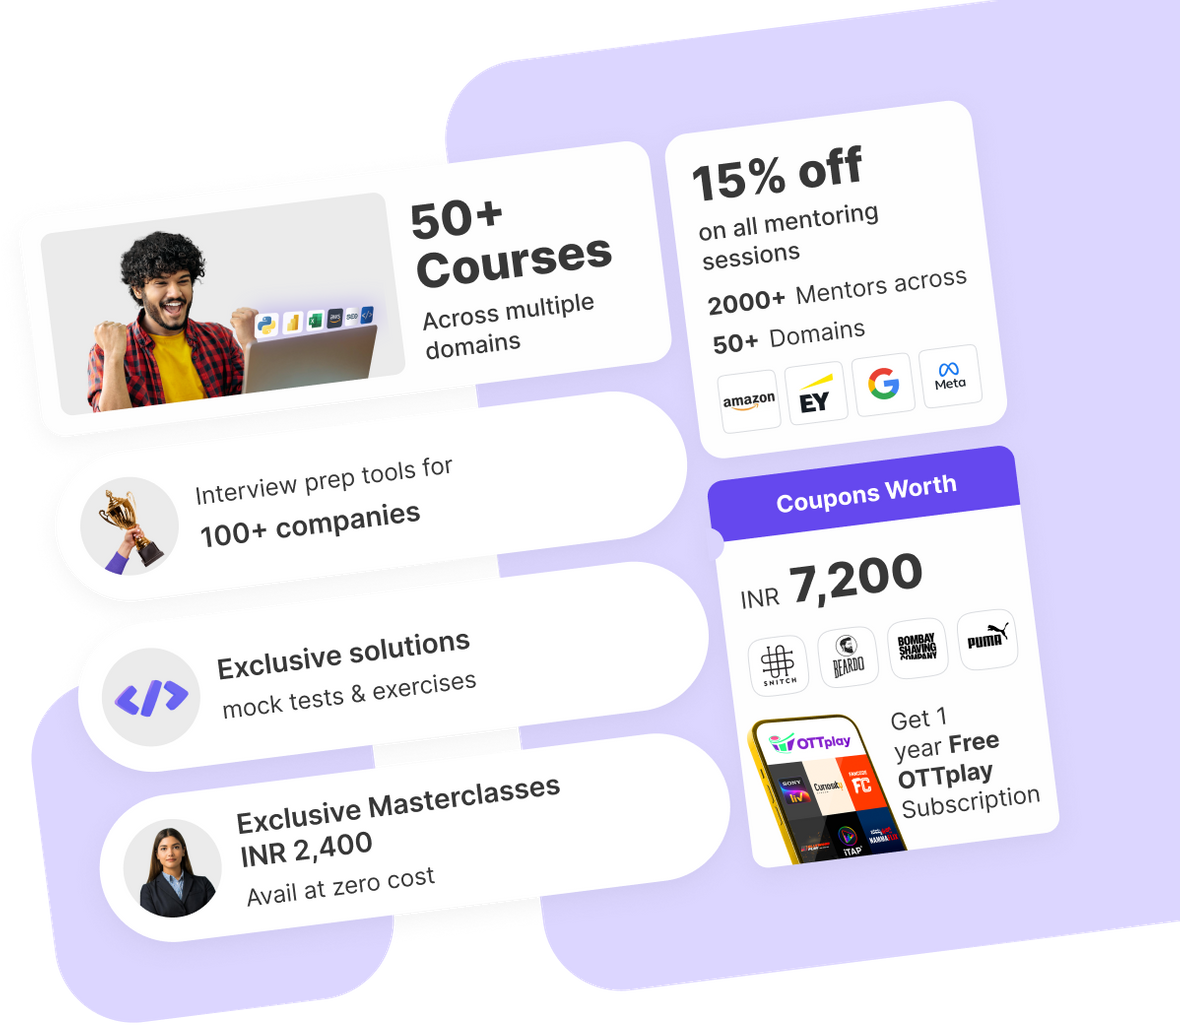 50+
Courses
Across multiple
domains
aws
SEO
</>
15% off
on all mentoring
sessions
2000+ Mentors across
50+ Domains
amazon
EY
G
Meta
Interview prep tools for
100+ companies
Coupons Worth
INR 7,200
SNITCH
BEARDO
BOMBAY
SHAVING
COMPANY
PUMA
</>
Exclusive solutions
mock tests & exercises
OTTplay
SONY
liv
FC
iTAP
Get 1
year Free
OTTplay
Subscription
Exclusive Masterclasses
INR 2,400
Avail at zero cost